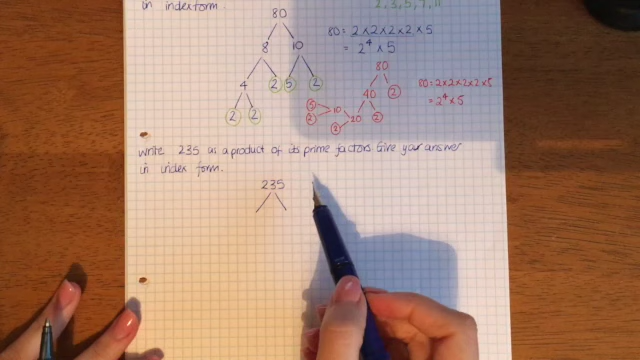 in index form.
2, 3, 5, 7, 11
80
8 10
4 2 5 2
2 2
80 = 2 × 2 × 2 × 2 × 5
= 2⁴ × 5
80
40 2
5 10 20 2
2 2
80 = 2×2×2×2×5
= 2⁴ × 5
Write 235 as a product of its prime factors. Give your answer
in index form.
235